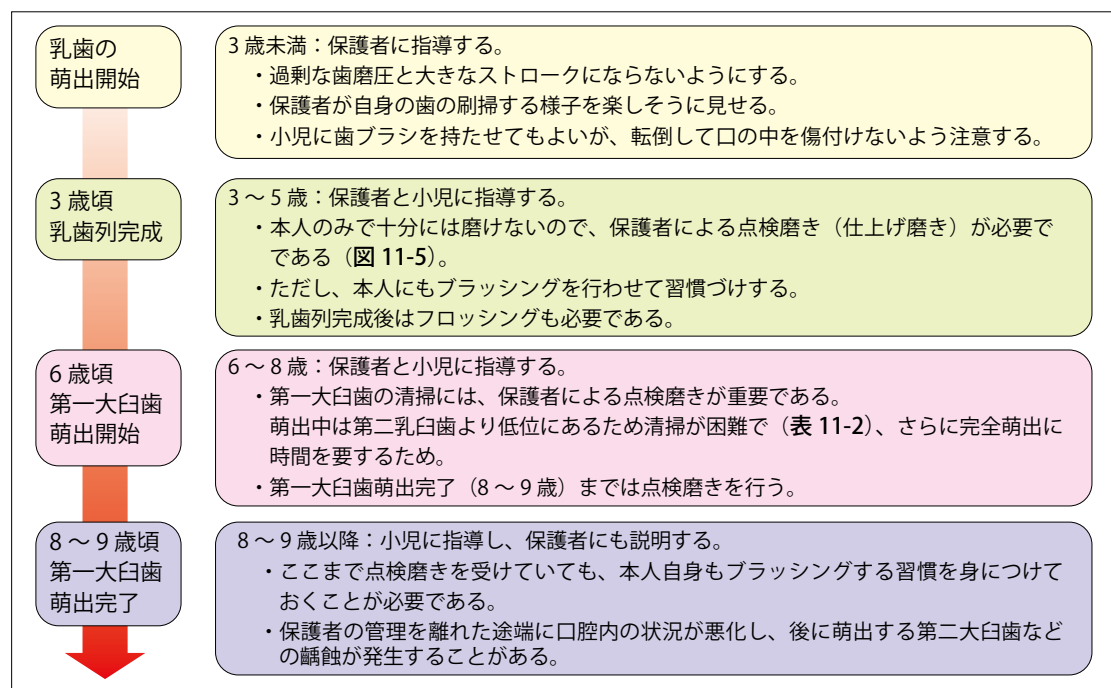 乳歯の
萌出開始
3 歳未満：保護者に指導する。
・過剰な歯磨圧と大きなストロークにならないようにする。
・保護者が自身の歯の刷掃する様子を楽しそうに見せる。
・小児に歯ブラシを持たせてもよいが、転倒して口の中を傷付けないよう注意する。
3 歳頃
乳歯列完成
3 ～ 5 歳：保護者と小児に指導する。
・本人のみで十分には磨けないので、保護者による点検磨き（仕上げ磨き）が必要で
である（図 11-5）。
・ただし、本人にもブラッシングを行わせて習慣づけする。
・乳歯列完成後はフロッシングも必要である。
6 歳頃
第一大臼歯
萌出開始
6 ～ 8 歳：保護者と小児に指導する。
・第一大臼歯の清掃には、保護者による点検磨きが重要である。
萌出中は第二乳臼歯より低位にあるため清掃が困難で（表 11-2）、さらに完全萌出に
時間を要するため。
・第一大臼歯萌出完了（8 ～ 9 歳）までは点検磨きを行う。
8 ～ 9 歳頃
第一大臼歯
萌出完了
8 ～ 9 歳以降：小児に指導し、保護者にも説明する。
・ここまで点検磨きを受けていても、本人自身もブラッシングする習慣を身につけて
おくことが必要である。
・保護者の管理を離れた途端に口腔内の状況が悪化し、後に萌出する第二大臼歯など
の齲蝕が発生することがある。